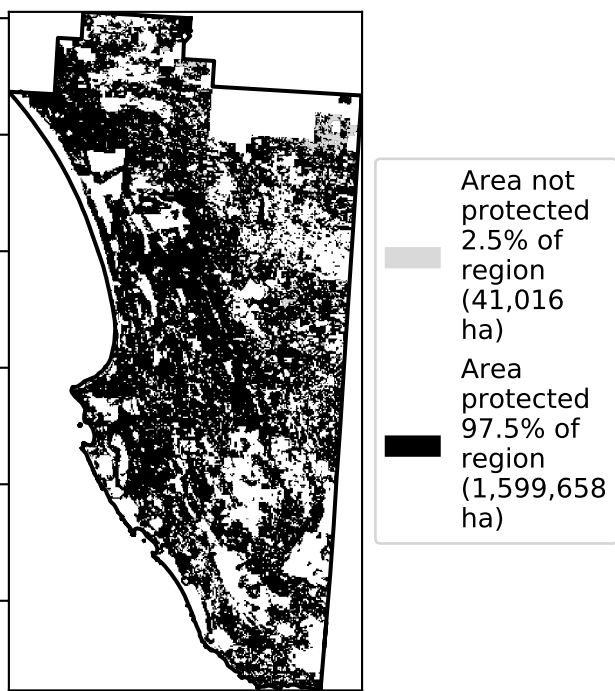 Area not
protected
2.5% of
region
(41,016
ha)
Area
protected
97.5% of
region
(1,599,658
ha)